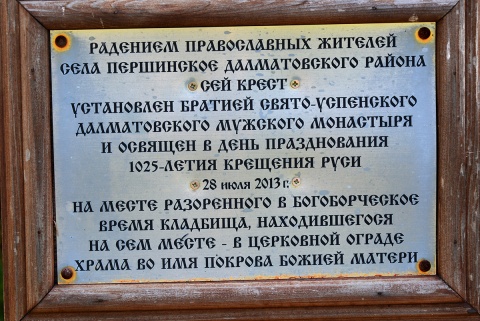 РАДЕНИЕМ ПРАВОСЛАВНЫХ ЖИТЕЛЕЙ
СЕЛА ПЕРШИНСКОЕ ДАЛМАТОВСКОГО РАЙОНА
СЕЙ КРЕСТ
УСТАНОВЛЕН БРАТИЕЙ СВЯТО-УСПЕНСКОГО
ДАЛМАТОВСКОГО МУЖСКОГО МОНАСТЫРЯ
И ОСВЯЩЕН В ДЕНЬ ПРАЗДНОВАНИЯ
1025-ЛЕТИЯ КРЕЩЕНИЯ РУСИ
28 июля 2013 г.
НА МЕСТЕ РАЗОРЕННОГО В БОГОБОРЧЕСКОЕ
ВРЕМЯ КЛАДБИЩА, НАХОДИВШЕГОСЯ
НА СЕМ МЕСТЕ - В ЦЕРКОВНОЙ ОГРАДЕ
ХРАМА ВО ИМЯ ПОКРОВА БОЖИЕЙ МАТЕРИ